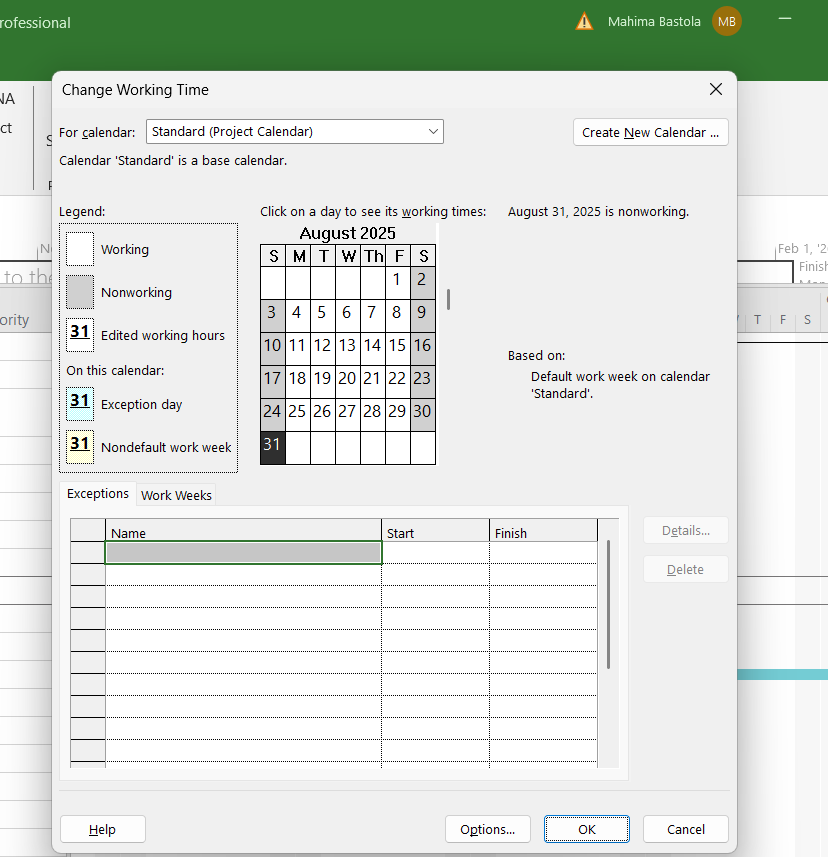 rofessional
Mahima Bastola
MB
NA
ct
Change Working Time
For calendar:
Standard (Project Calendar)
Create New Calendar ...
Calendar 'Standard' is a base calendar.
Legend:
Click on a day to see its working times:
August 31, 2025 is nonworking.
Working
Nonworking
31 Edited working hours
On this calendar:
31 Exception day
31 Nondefault work week
August 2025
S M T W Th F S
1 2
3 4 5 6 7 8 9
10 11 12 13 14 15 16
17 18 19 20 21 22 23
24 25 26 27 28 29 30
31
Based on:
Default work week on calendar
'Standard'.
to the
ority
Feb 1, '2
Finish
T F S
Exceptions
Work Weeks
Name
Start
Finish
Details...
Delete
Help
Options...
OK
Cancel